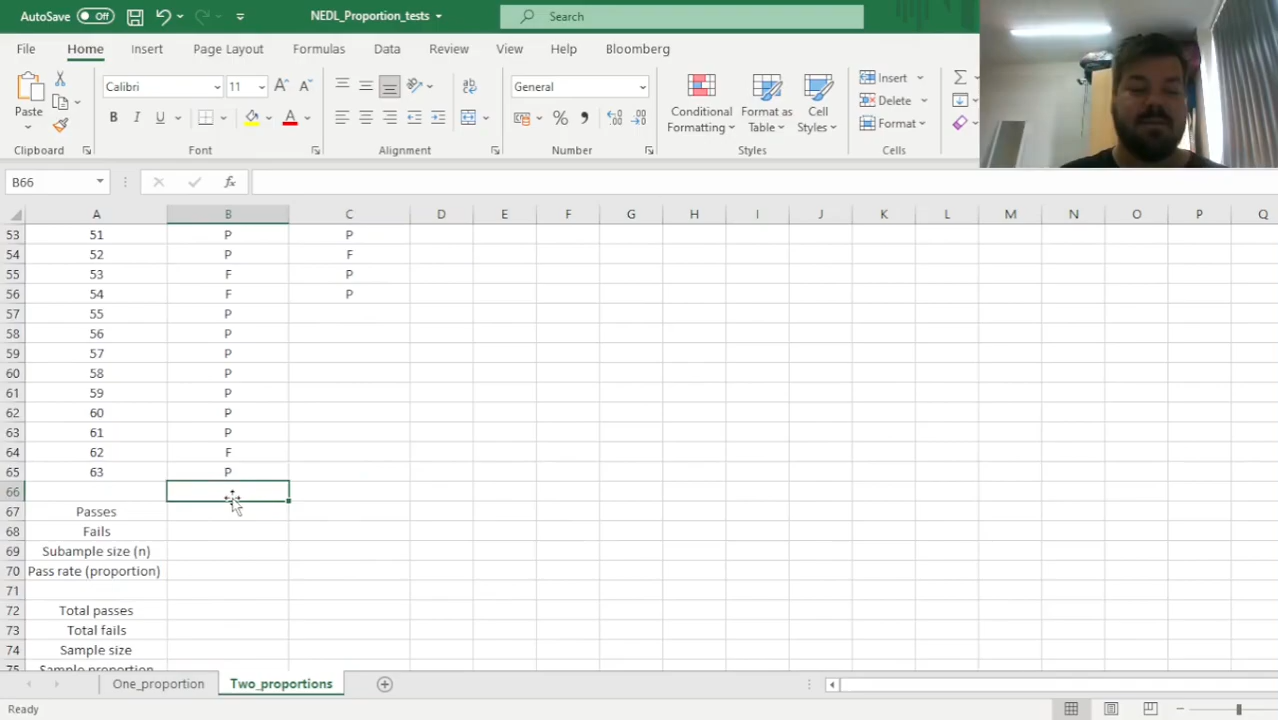 AutoSave Off NEDL_Proportion_tests Search
File Home Insert Page Layout Formulas Data Review View Help Bloomberg
Paste Calibri 11 A A General Conditional Formatting Format as Table Cell Styles Insert Delete Format
B I U A %
Clipboard Font Alignment Number Styles Cells
B66 fx
A B C D E F G H I J K L M N O P Q
53 51 P P
54 52 P F
55 53 F P
56 54 F P
57 55 P
58 56 P
59 57 P
60 58 P
61 59 P
62 60 P
63 61 P
64 62 F
65 63 P
66
67 Passes
68 Fails
69 Subample size (n)
70 Pass rate (proportion)
71
72 Total passes
73 Total fails
74 Sample size
75 Sample proportion
One_proportion Two_proportions
Ready